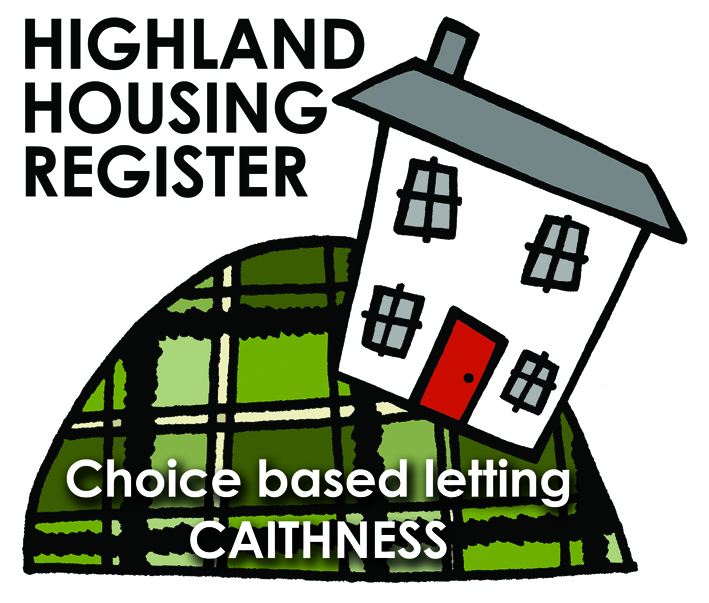 HIGHLAND
HOUSING
REGISTER
Choice based letting
CAITHNESS